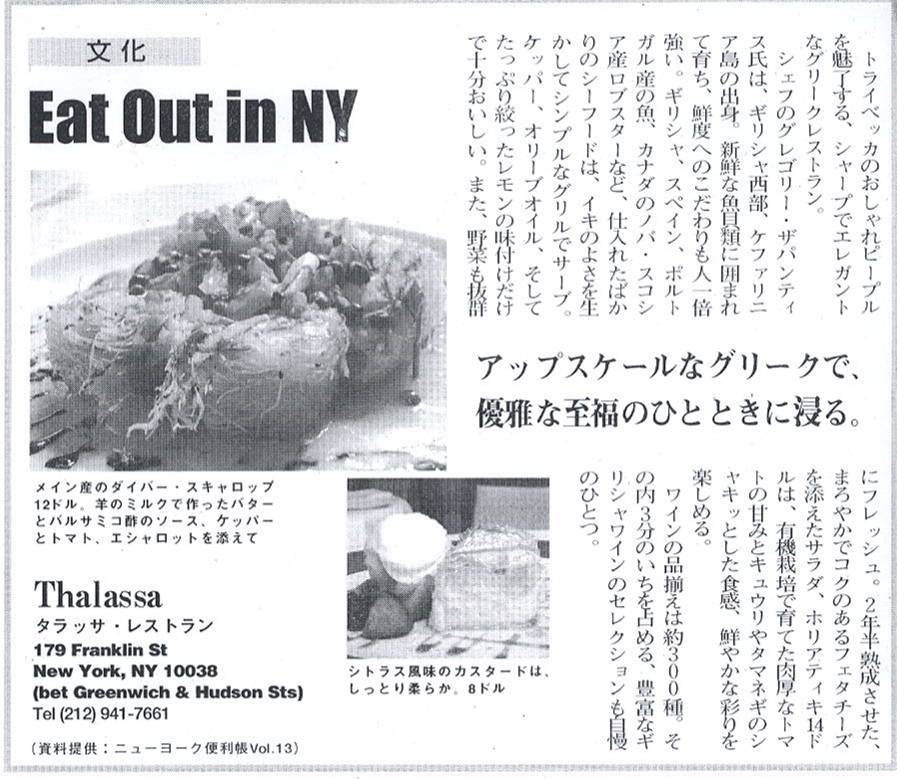 文化
Eat Out in NY
トライベッカのおしゃれピープル
を魅了する、シャープでエレガント
なグリークレストラン。
シェフのグレゴリー・ザパンティ
ス氏は、ギリシャ西部、ケファリニ
ア島の出身。新鮮な魚貝類に囲まれ
て育ち、鮮度へのこだわりも人一倍
強い。ギリシャ、スペイン、ポルト
ガル産の魚、カナダのノバ・スコシ
ア産ロブスターなど、仕入れたばか
りのシーフードは、イキのよさを生
かしてシンプルなグリルでサーブ。
ケッパー、オリーブオイル、そして
たっぷり絞ったレモンの味付けだけ
で十分おいしい。また、野菜も抜群
アップスケールなグリークで、
優雅な至福のひとときに浸る。
にフレッシュ。2年半熟成させた、
まろやかでコクのあるフェタチーズ
を添えたサラダ、ホリアティキ14ド
ルは、有機栽培で育てた肉厚なトマ
トの甘みとキュウリやタマネギのシ
ャキッとした食感、鮮やかな彩りを
楽しめる。
ワインの品揃えは約300種。そ
の内3分のいちを占める、豊富なギ
リシャワインのセレクションも自慢
のひとつ。
メイン産のダイバー・スキャロップ
12ドル。羊のミルクで作ったバター
とバルサミコ酢のソース、ケッパー
とトマト、エシャロットを添えて
シトラス風味のカスタードは、
しっとり柔らか。8ドル
Thalassa
タラッサ・レストラン
179 Franklin St
New York, NY 10038
(bet Greenwich & Hudson Sts)
Tel (212) 941-7661
(資料提供：ニューヨーク便利帳Vol.13)